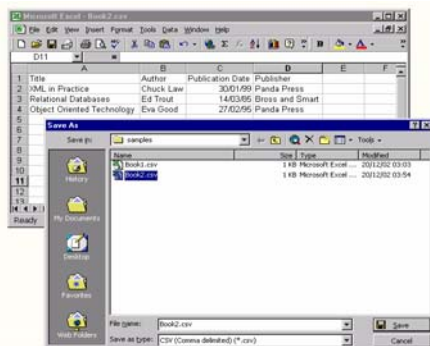 Microsoft Excel - Book2.csv
File Edit View Insert Format Tools Data Window Help
D11
A B C D E F
1 Title Author Publication Date Publisher
2 XML in Practice Chuck Law 30/01/99 Panda Press
3 Relational Databases Ed Trout 14/03/95 Bross and Smart
4 Object Oriented Technology Eva Good 27/02/95 Panda Press
5
6
7
8
9
10
11
12
13
Ready
Save As
Save in: samples Tools
Name Size Type Modified
Book1.csv 1 KB Microsoft Excel ... 20/12/02 03:03
Book2.csv 1 KB Microsoft Excel ... 20/12/02 03:54
History
My Documents
Desktop
Favorites
Web Folders
File name: Book2.csv Save
Save as type: CSV (Comma delimited) (*.csv) Cancel